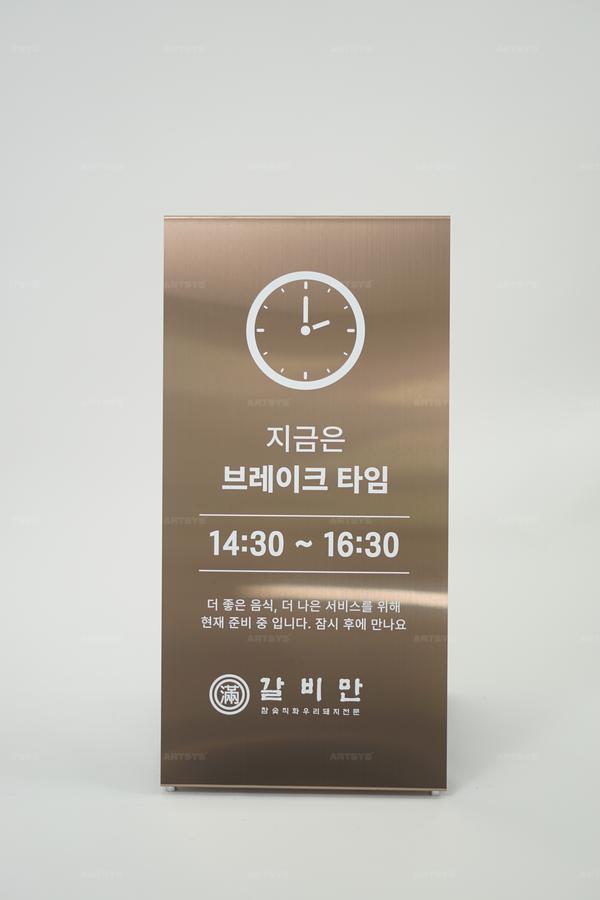 지금은
브레이크 타임
14:30 ~ 16:30
더 좋은 음식, 더 나은 서비스를 위해
현재 준비 중 입니다. 잠시 후에 만나요
滿 갈비만
참숯직화우리돼지전문
ARTSYS